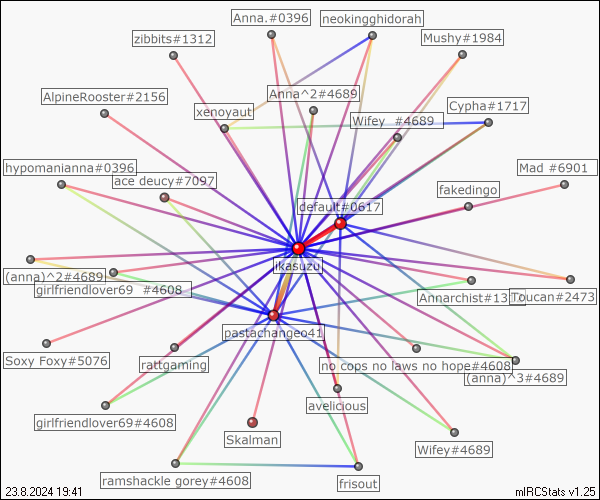 Anna.#0396
neokingghidorah
zibbits#1312
Mushy#1984
AlpineRooster#2156
Anna^2#4689
xenoyaut
Cypha#1717
Wifey  #4689
hypomanianna#0396
ace deucy#7097
Mad  #6901
fakedingo
default#0617
ikasuzu
(anna)^2#4689
girlfriendlover69  #4608
Annarchist#13
Toucan#2473
pastachangeo41
Soxy Foxy#5076
rattgaming
no cops no laws no hope#4608
(anna)^3#4689
avelicious
girlfriendlover69#4608
Skalman
Wifey#4689
ramshackle gorey#4608
frisout
23.8.2024 19:41
mIRCStats v1.25